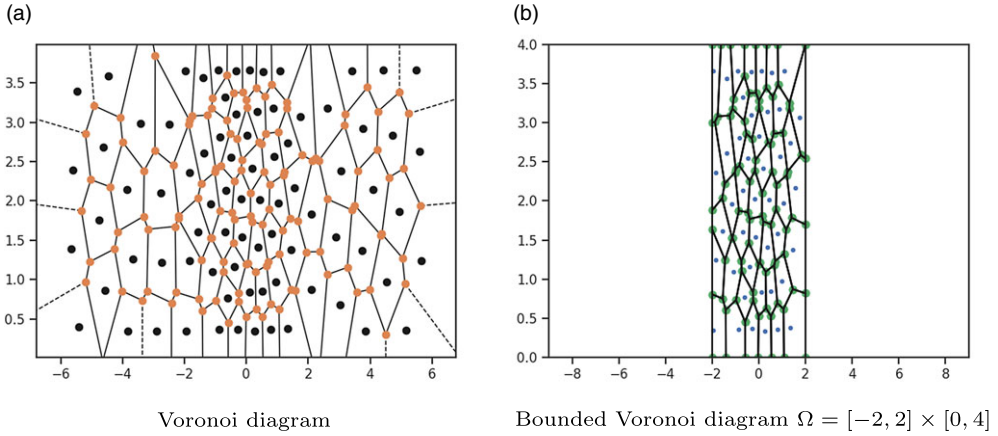 (a)
(b)
3.5
3.0
2.5
2.0
1.5
1.0
0.5
−6 −4 −2 0 2 4 6
4.0
3.5
3.0
2.5
2.0
1.5
1.0
0.5
0.0
−8 −6 −4 −2 0 2 4 6 8
Voronoi diagram
Bounded Voronoi diagram Ω = [−2, 2] × [0, 4]